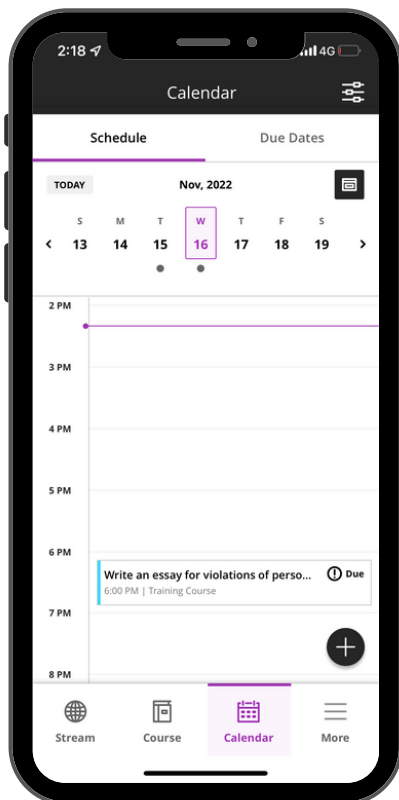 2:18 4G
Calendar
Schedule Due Dates
TODAY Nov, 2022
S M T W T F S
13 14 15 16 17 18 19
2 PM
3 PM
4 PM
5 PM
6 PM
Write an essay for violations of perso... Due
6:00 PM | Training Course
7 PM
8 PM
Stream Course Calendar More